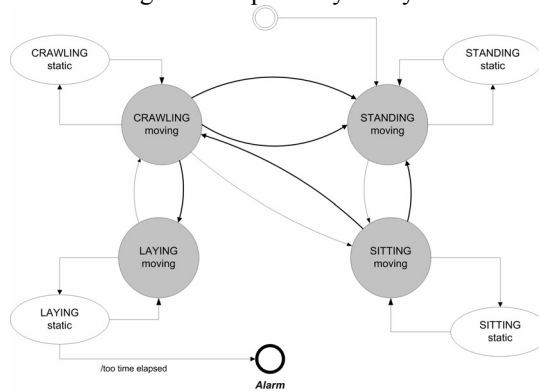 CRAWLING
static
STANDING
static
CRAWLING
moving
STANDING
moving
LAYING
moving
SITTING
moving
LAYING
static
SITTING
static
/too time elapsed
Alarm